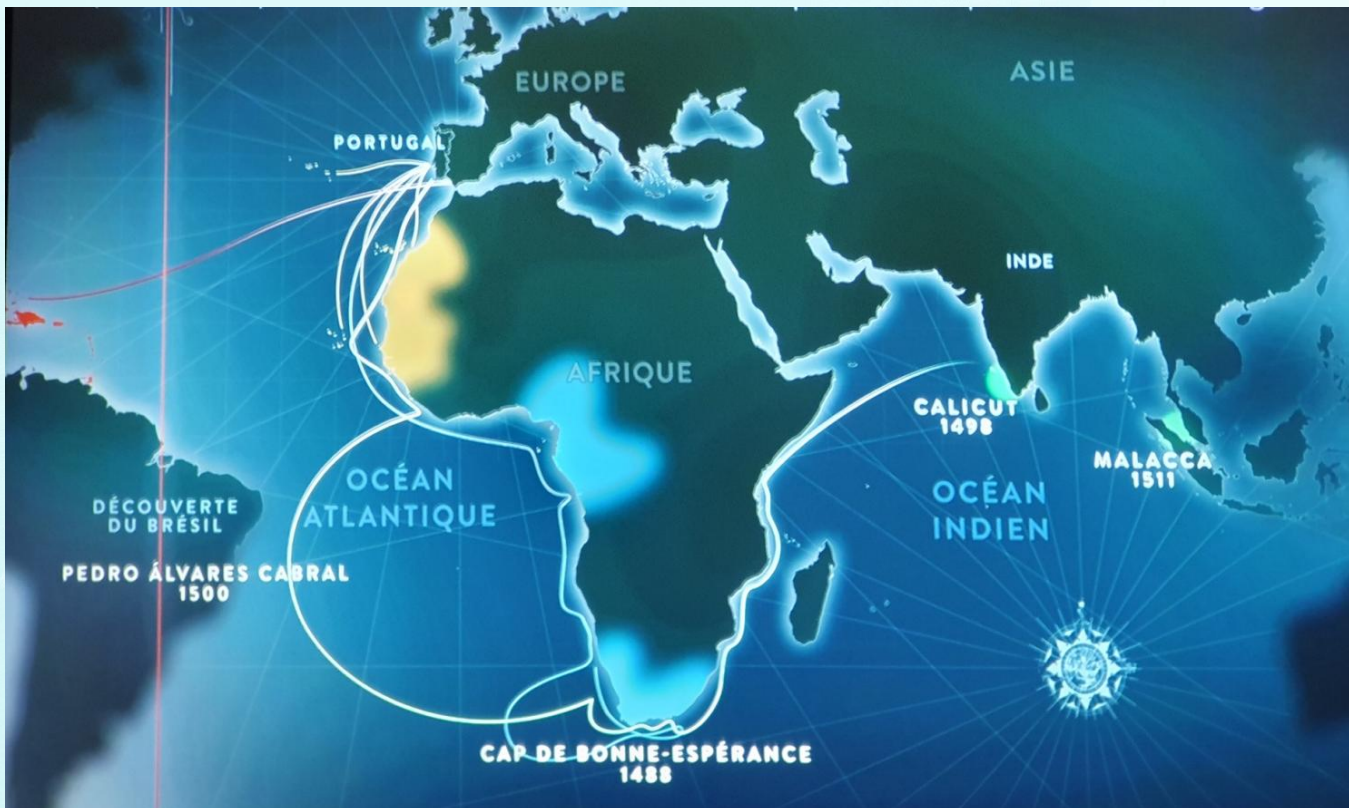 EUROPE
ASIE
PORTUGAL
INDE
AFRIQUE
CALICUT
1498
MALACCA
1511
OCÉAN
ATLANTIQUE
OCÉAN
INDIEN
DÉCOUVERTE
DU BRÉSIL
PEDRO ÁLVARES CABRAL
1500
CAP DE BONNE-ESPÉRANCE
1488